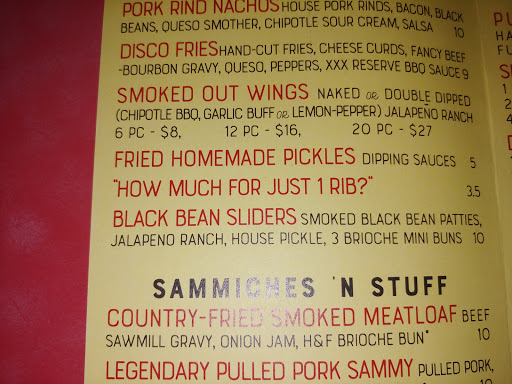 PORK RIND NACHOS HOUSE PORK RINDS, BACON, BLACK
BEANS, QUESO SMOTHER, CHIPOTLE SOUR CREAM, SALSA 10
DISCO FRIES HAND-CUT FRIES, CHEESE CURDS, FANCY BEEF
-BOURBON GRAVY, QUESO, PEPPERS, XXX RESERVE BBQ SAUCE 9
SMOKED OUT WINGS NAKED or DOUBLE DIPPED
(CHIPOTLE BBQ, GARLIC BUFF or LEMON-PEPPER) JALAPEÑO RANCH
6 PC - $8, 12 PC - $16, 20 PC - $27
FRIED HOMEMADE PICKLES DIPPING SAUCES 5
"HOW MUCH FOR JUST 1 RIB?" 3.5
BLACK BEAN SLIDERS SMOKED BLACK BEAN PATTIES,
JALAPENO RANCH, HOUSE PICKLE, 3 BRIOCHE MINI BUNS 10
SAMMICHES 'N STUFF
COUNTRY-FRIED SMOKED MEATLOAF BEEF
SAWMILL GRAVY, ONION JAM, H&F BRIOCHE BUN* 10
LEGENDARY PULLED PORK SAMMY PULLED PORK,